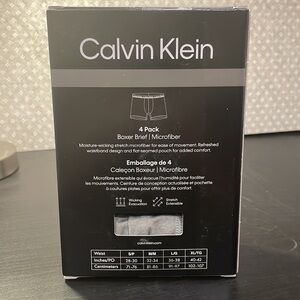 Calvin Klein
4 Pack
Boxer Brief | Microfiber
Moisture-wicking stretch microfiber for ease of movement. Refreshed
waistband design and flat-seamed pouch for added comfort.
Emballage de 4
Caleçon Boxeur | Microfibre
Microfibre extensible qui évacue l'humidité pour faciliter
les mouvements. Ceinture de conception actualisée et pochette
à coutures plates pour offrir un confort ajouté.
Wicking
Evacuation
Stretch
Extensible
calvinklein.com
Waist S/P M/M L/G XL/TG
Inches/PO 28-30 32-34 36-38 40-42
Centimeters 71-76 81-86 91-97 102-107